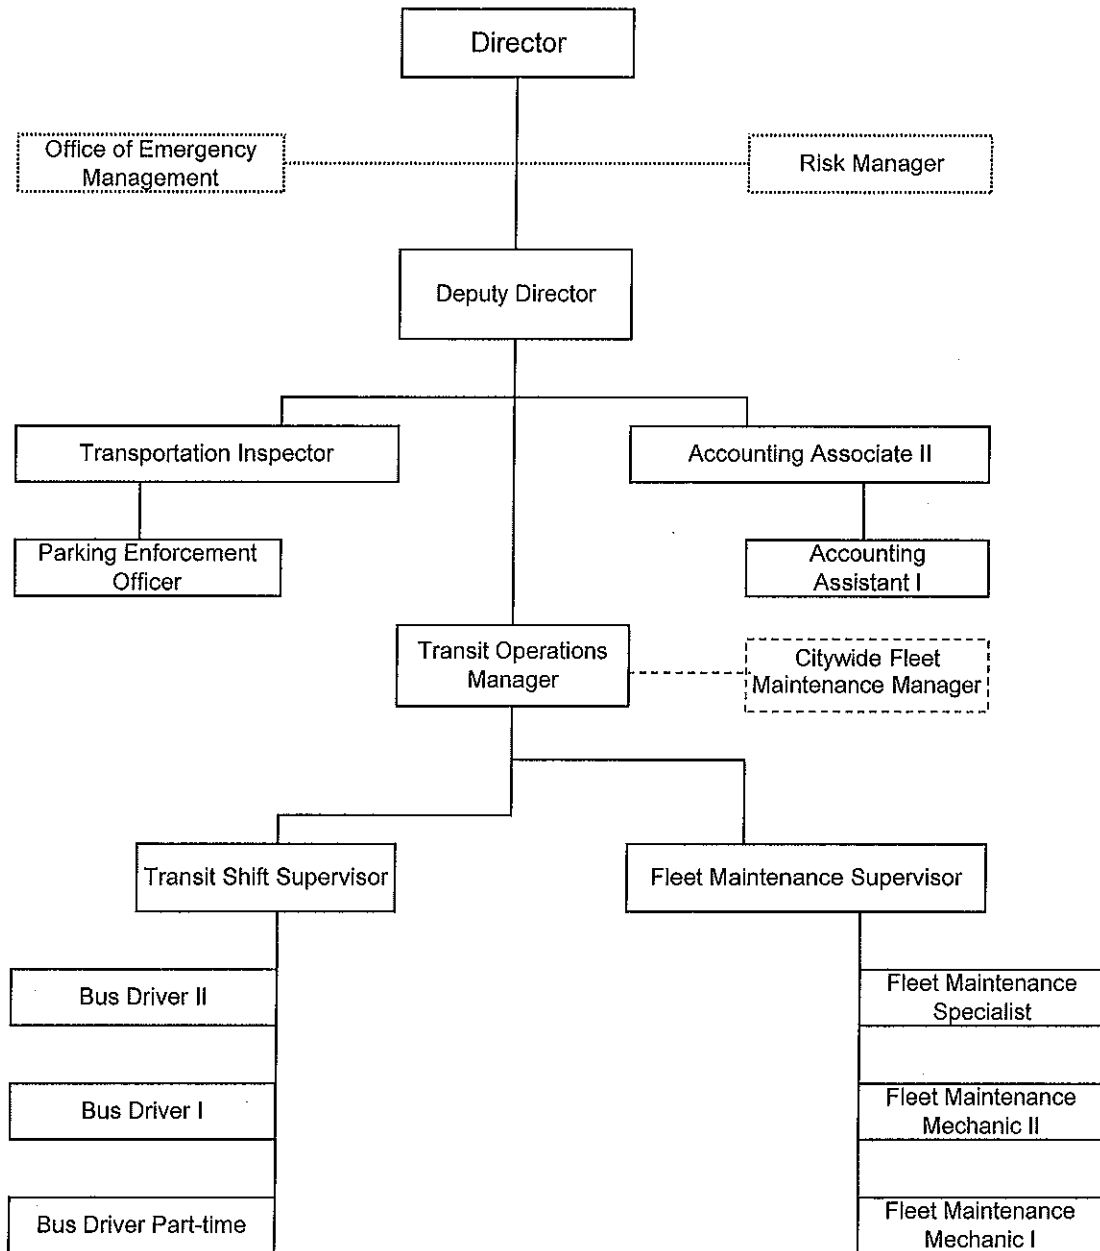 Director
Office of Emergency
Management
Risk Manager
Deputy Director
Transportation Inspector
Accounting Associate II
Parking Enforcement
Officer
Accounting
Assistant I
Transit Operations
Manager
Citywide Fleet
Maintenance Manager
Transit Shift Supervisor
Fleet Maintenance Supervisor
Bus Driver II
Fleet Maintenance
Specialist
Bus Driver I
Fleet Maintenance
Mechanic II
Bus Driver Part-time
Fleet Maintenance
Mechanic I